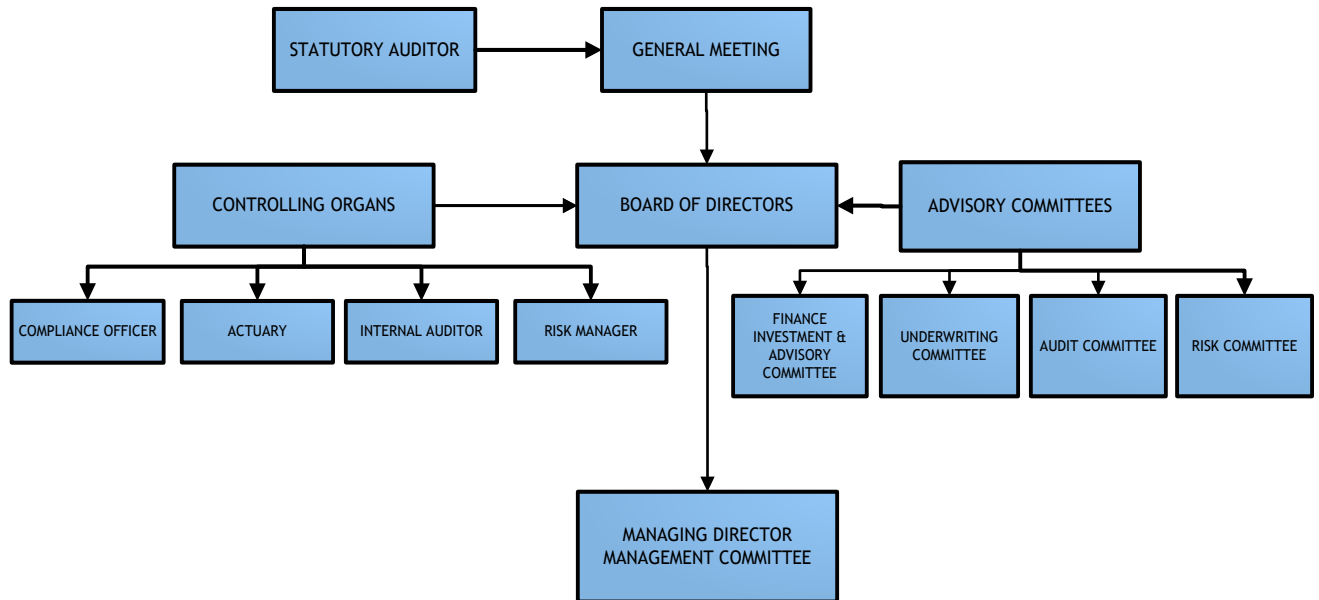 STATUTORY AUDITOR
GENERAL MEETING
CONTROLLING ORGANS
BOARD OF DIRECTORS
ADVISORY COMMITTEES
COMPLIANCE OFFICER
ACTUARY
INTERNAL AUDITOR
RISK MANAGER
FINANCE
INVESTMENT &
ADVISORY
COMMITTEE
UNDERWRITING
COMMITTEE
AUDIT COMMITTEE
RISK COMMITTEE
MANAGING DIRECTOR
MANAGEMENT COMMITTEE